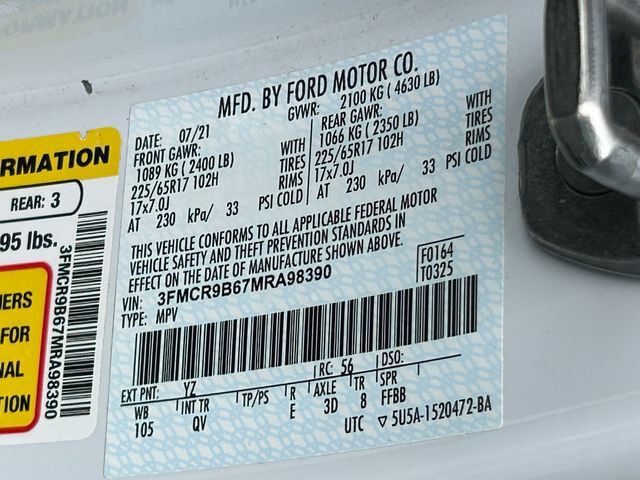 RMATION
REAR: 3
95 lbs.
ERS
FOR
NAL
TION
3FMCR9B67MRA98390
MFD. BY FORD MOTOR CO.
DATE: 07/21 GVWR: 2100 KG ( 4630 LB)
FRONT GAWR: WITH REAR GAWR: WITH
1089 KG ( 2400 LB) TIRES 1066 KG ( 2350 LB) TIRES
225/65R17 102H RIMS 225/65R17 102H RIMS
17x7.0J 17x7.0J
AT 230 kPa/ 33 PSI COLD AT 230 kPa/ 33 PSI COLD
THIS VEHICLE CONFORMS TO ALL APPLICABLE FEDERAL MOTOR
VEHICLE SAFETY AND THEFT PREVENTION STANDARDS IN
EFFECT ON THE DATE OF MANUFACTURE SHOWN ABOVE.
VIN: 3FMCR9B67MRA98390 F0164
TYPE: MPV T0325
EXT PNT: YZ RC: 56 DSO:
WB INT TR TP/PS R AXLE TR SPR
105 QV E 3D 8 FFBB
UTC ▽ 5U5A-1520472-BA